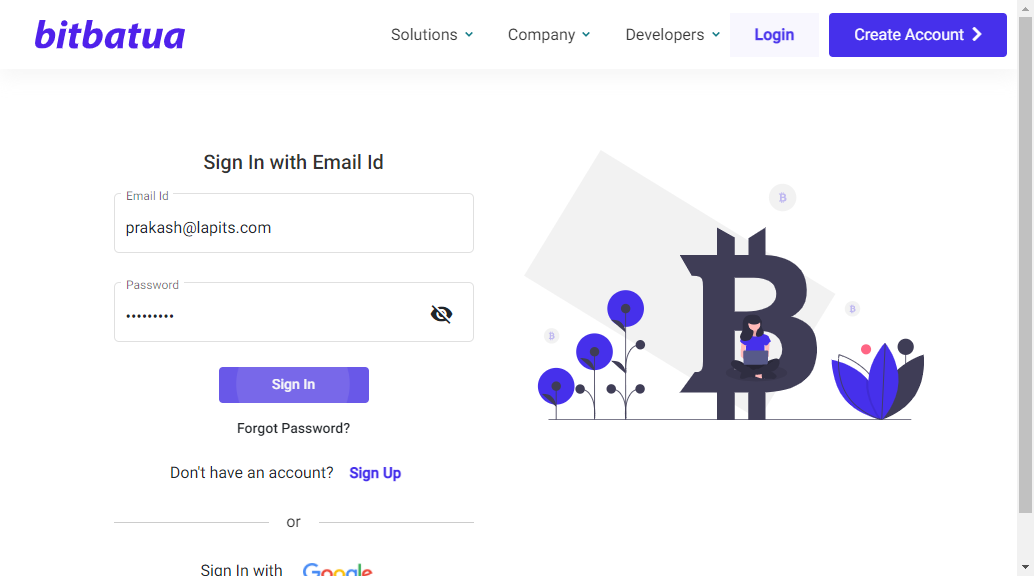 bitbatua
Solutions Company Developers Login Create Account
Sign In with Email Id
Email Id
prakash@lapits.com
Password
•••••••••
Sign In
Forgot Password?
Don't have an account? Sign Up
or
Sign In with Google